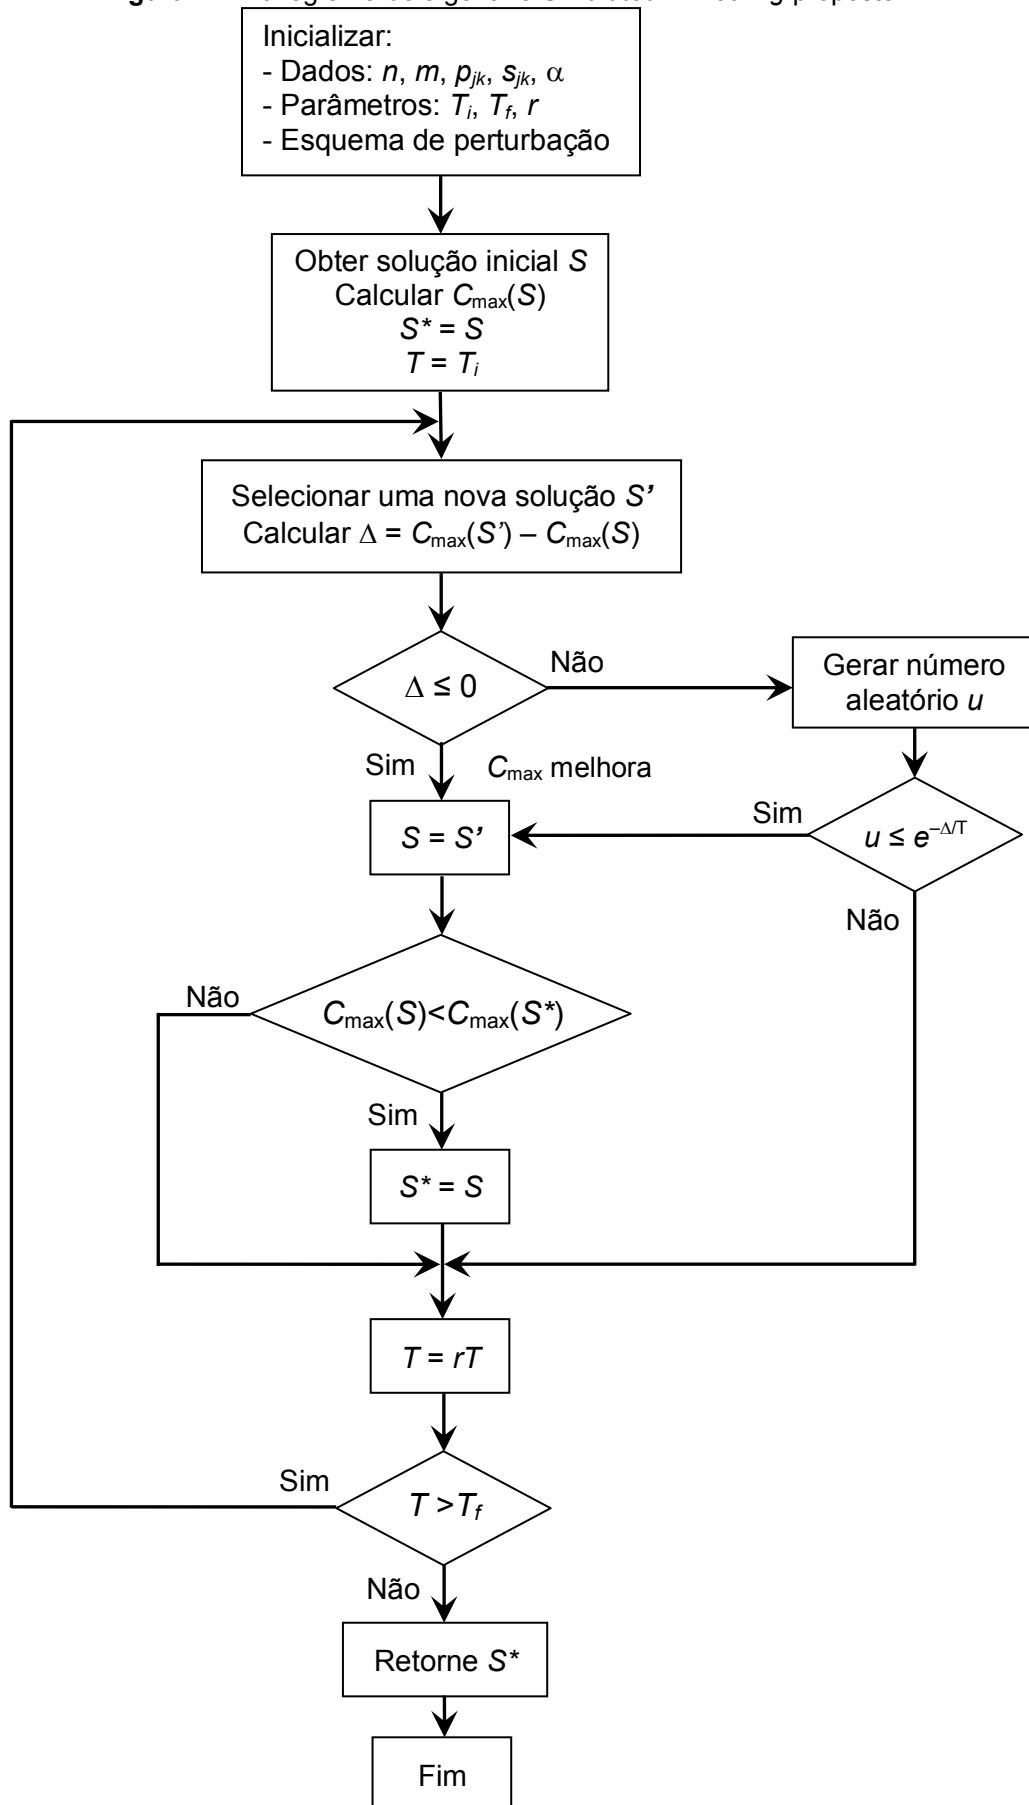 Inicializar:
- Dados: n, m, pjk, sjk, α
- Parâmetros: Ti, Tf, r
- Esquema de perturbação
Obter solução inicial S
Calcular Cmax(S)
S* = S
T = Ti
Selecionar uma nova solução S’
Calcular Δ = Cmax(S’) – Cmax(S)
Δ ≤ 0
Não
Gerar número
aleatório u
Sim
Cmax melhora
S = S’
Sim
u ≤ e–Δ/T
Não
Não
Cmax(S)<Cmax(S*)
Sim
S* = S
T = rT
Sim
T >Tf
Não
Retorne S*
Fim